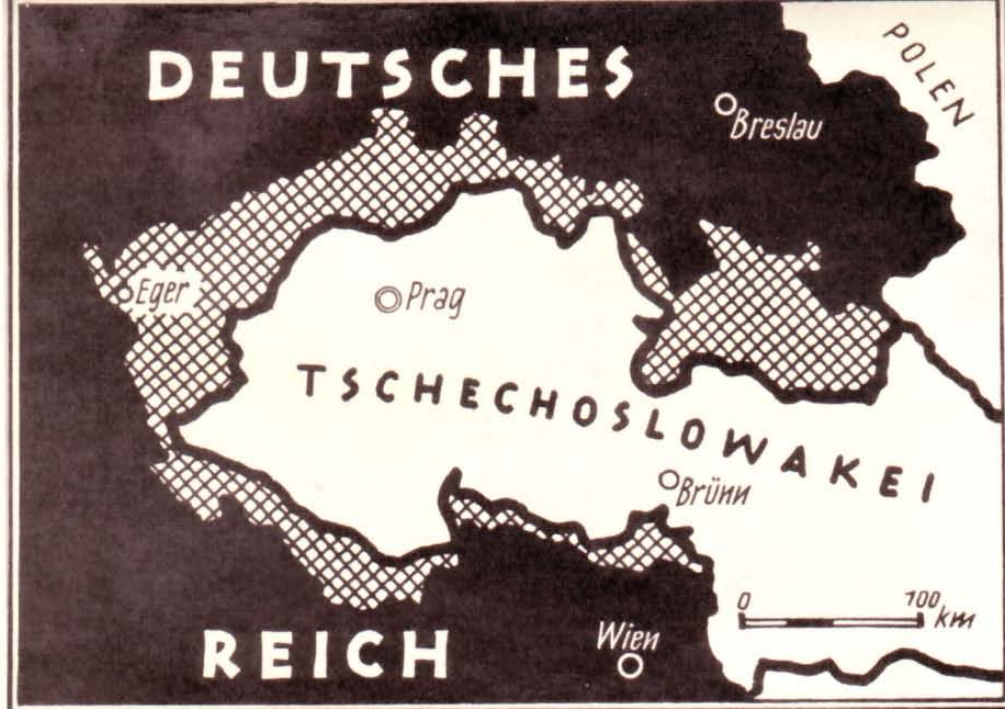 DEUTSCHES
POLEN
Breslau
Eger
Prag
TSCHECHOSLOWAKEI
Brünn
0 100 km
Wien
REICH